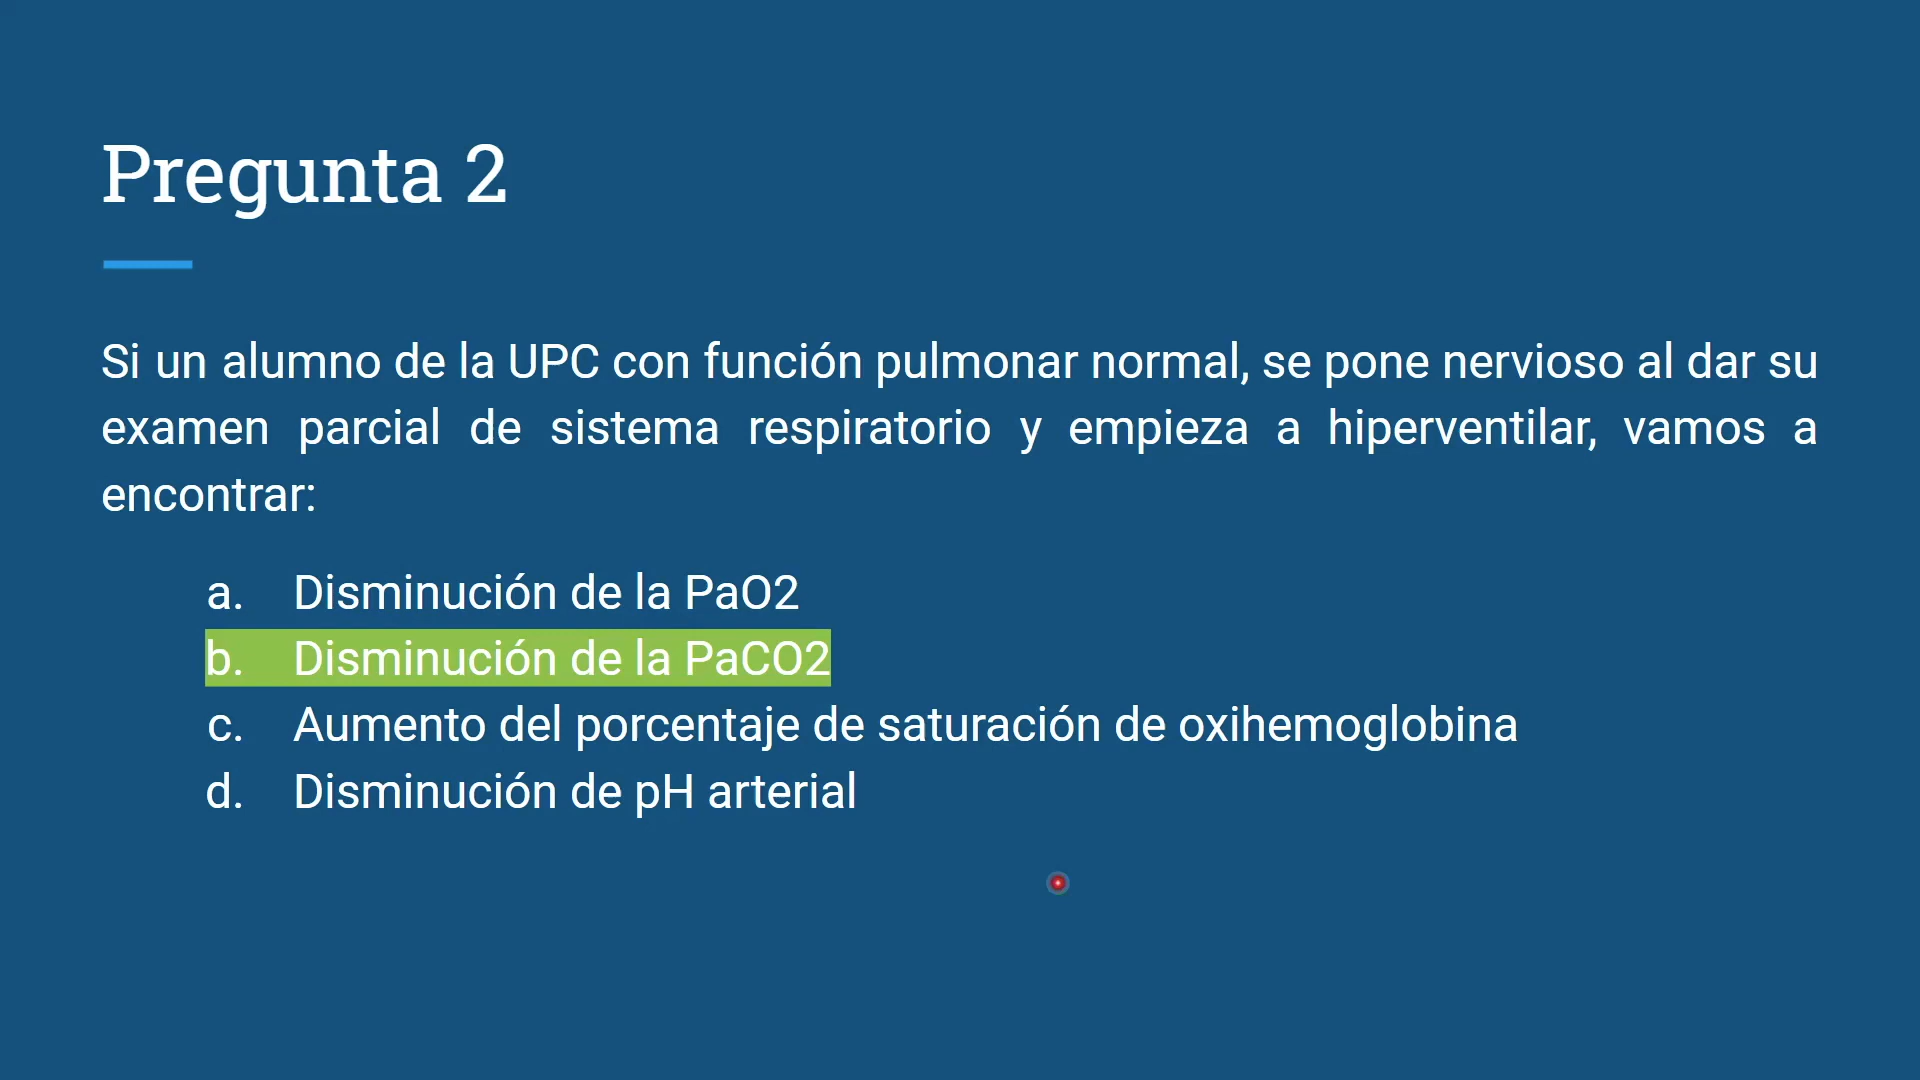 Pregunta 2
Si un alumno de la UPC con función pulmonar normal, se pone nervioso al dar su
examen parcial de sistema respiratorio y empieza a hiperventilar, vamos a
encontrar:
a. Disminución de la PaO2
b. Disminución de la PaCO2
c. Aumento del porcentaje de saturación de oxihemoglobina
d. Disminución de pH arterial